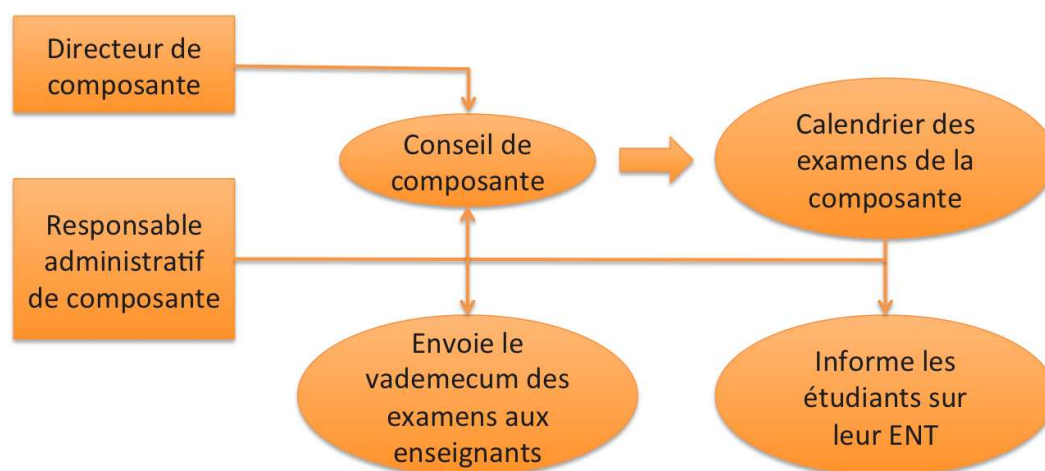 Directeur de
composante
Conseil de
composante
Calendrier des
examens de la
composante
Responsable
administratif
de composante
Envoie le
vademecum des
examens aux
enseignants
Informe les
étudiants sur
leur ENT